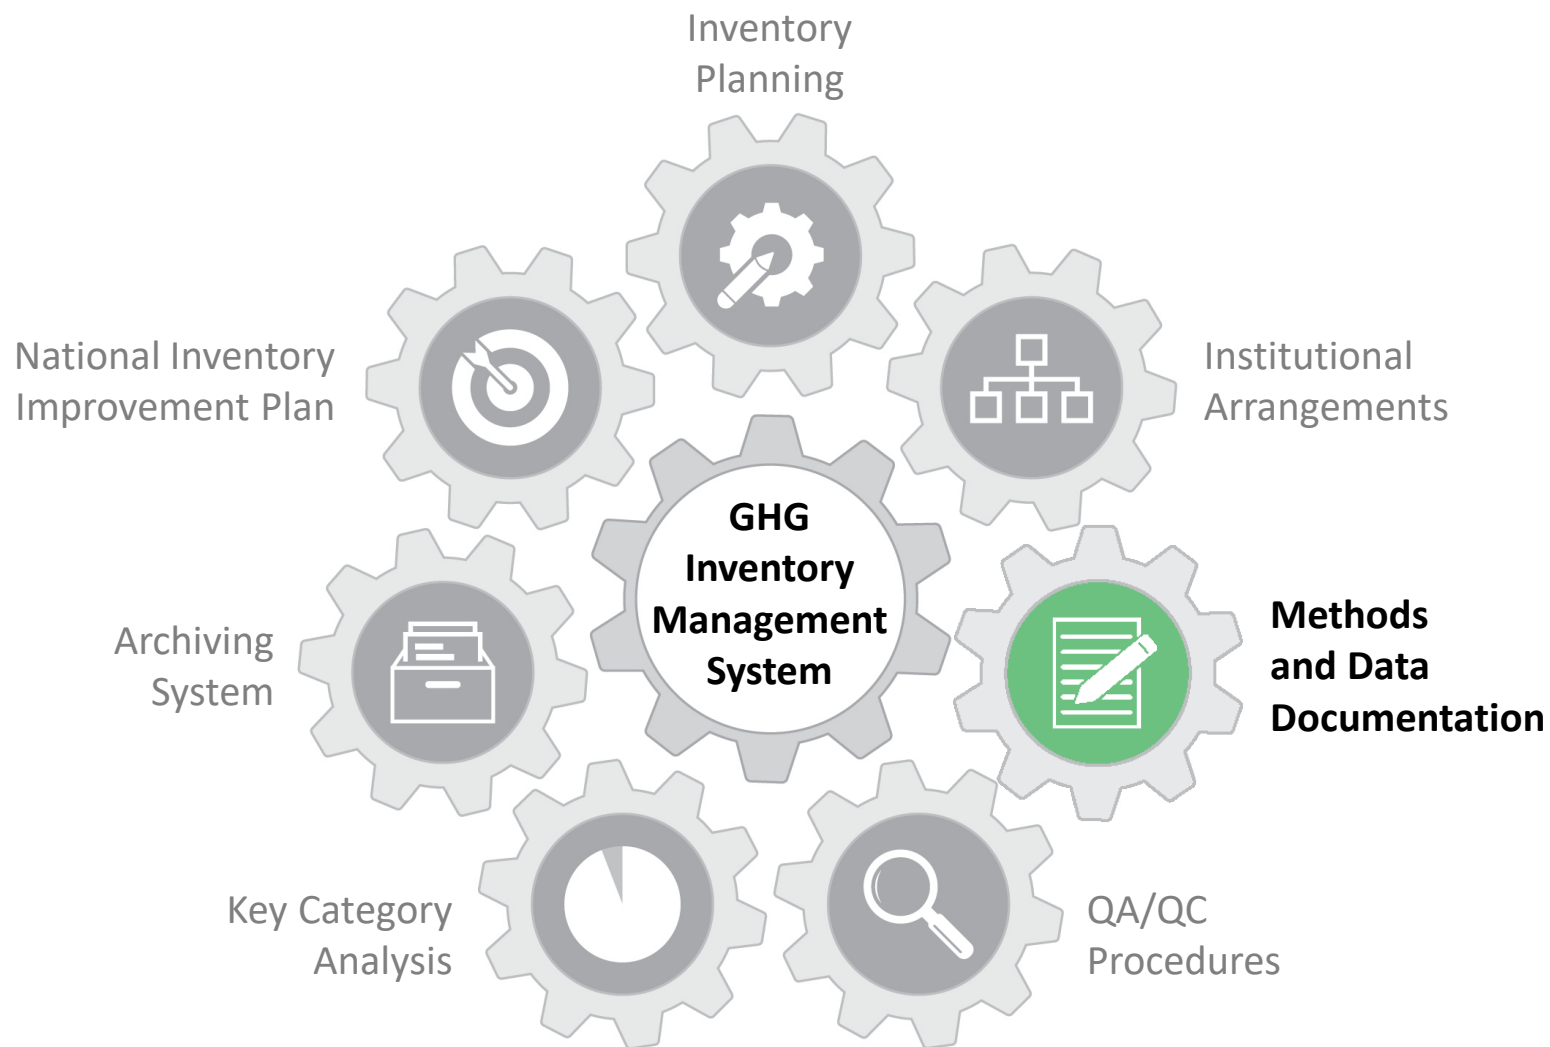 Inventory
Planning
National Inventory
Improvement Plan
Institutional
Arrangements
GHG
Inventory
Management
System
Methods
and Data
Documentation
Archiving
System
Key Category
Analysis
QA/QC
Procedures